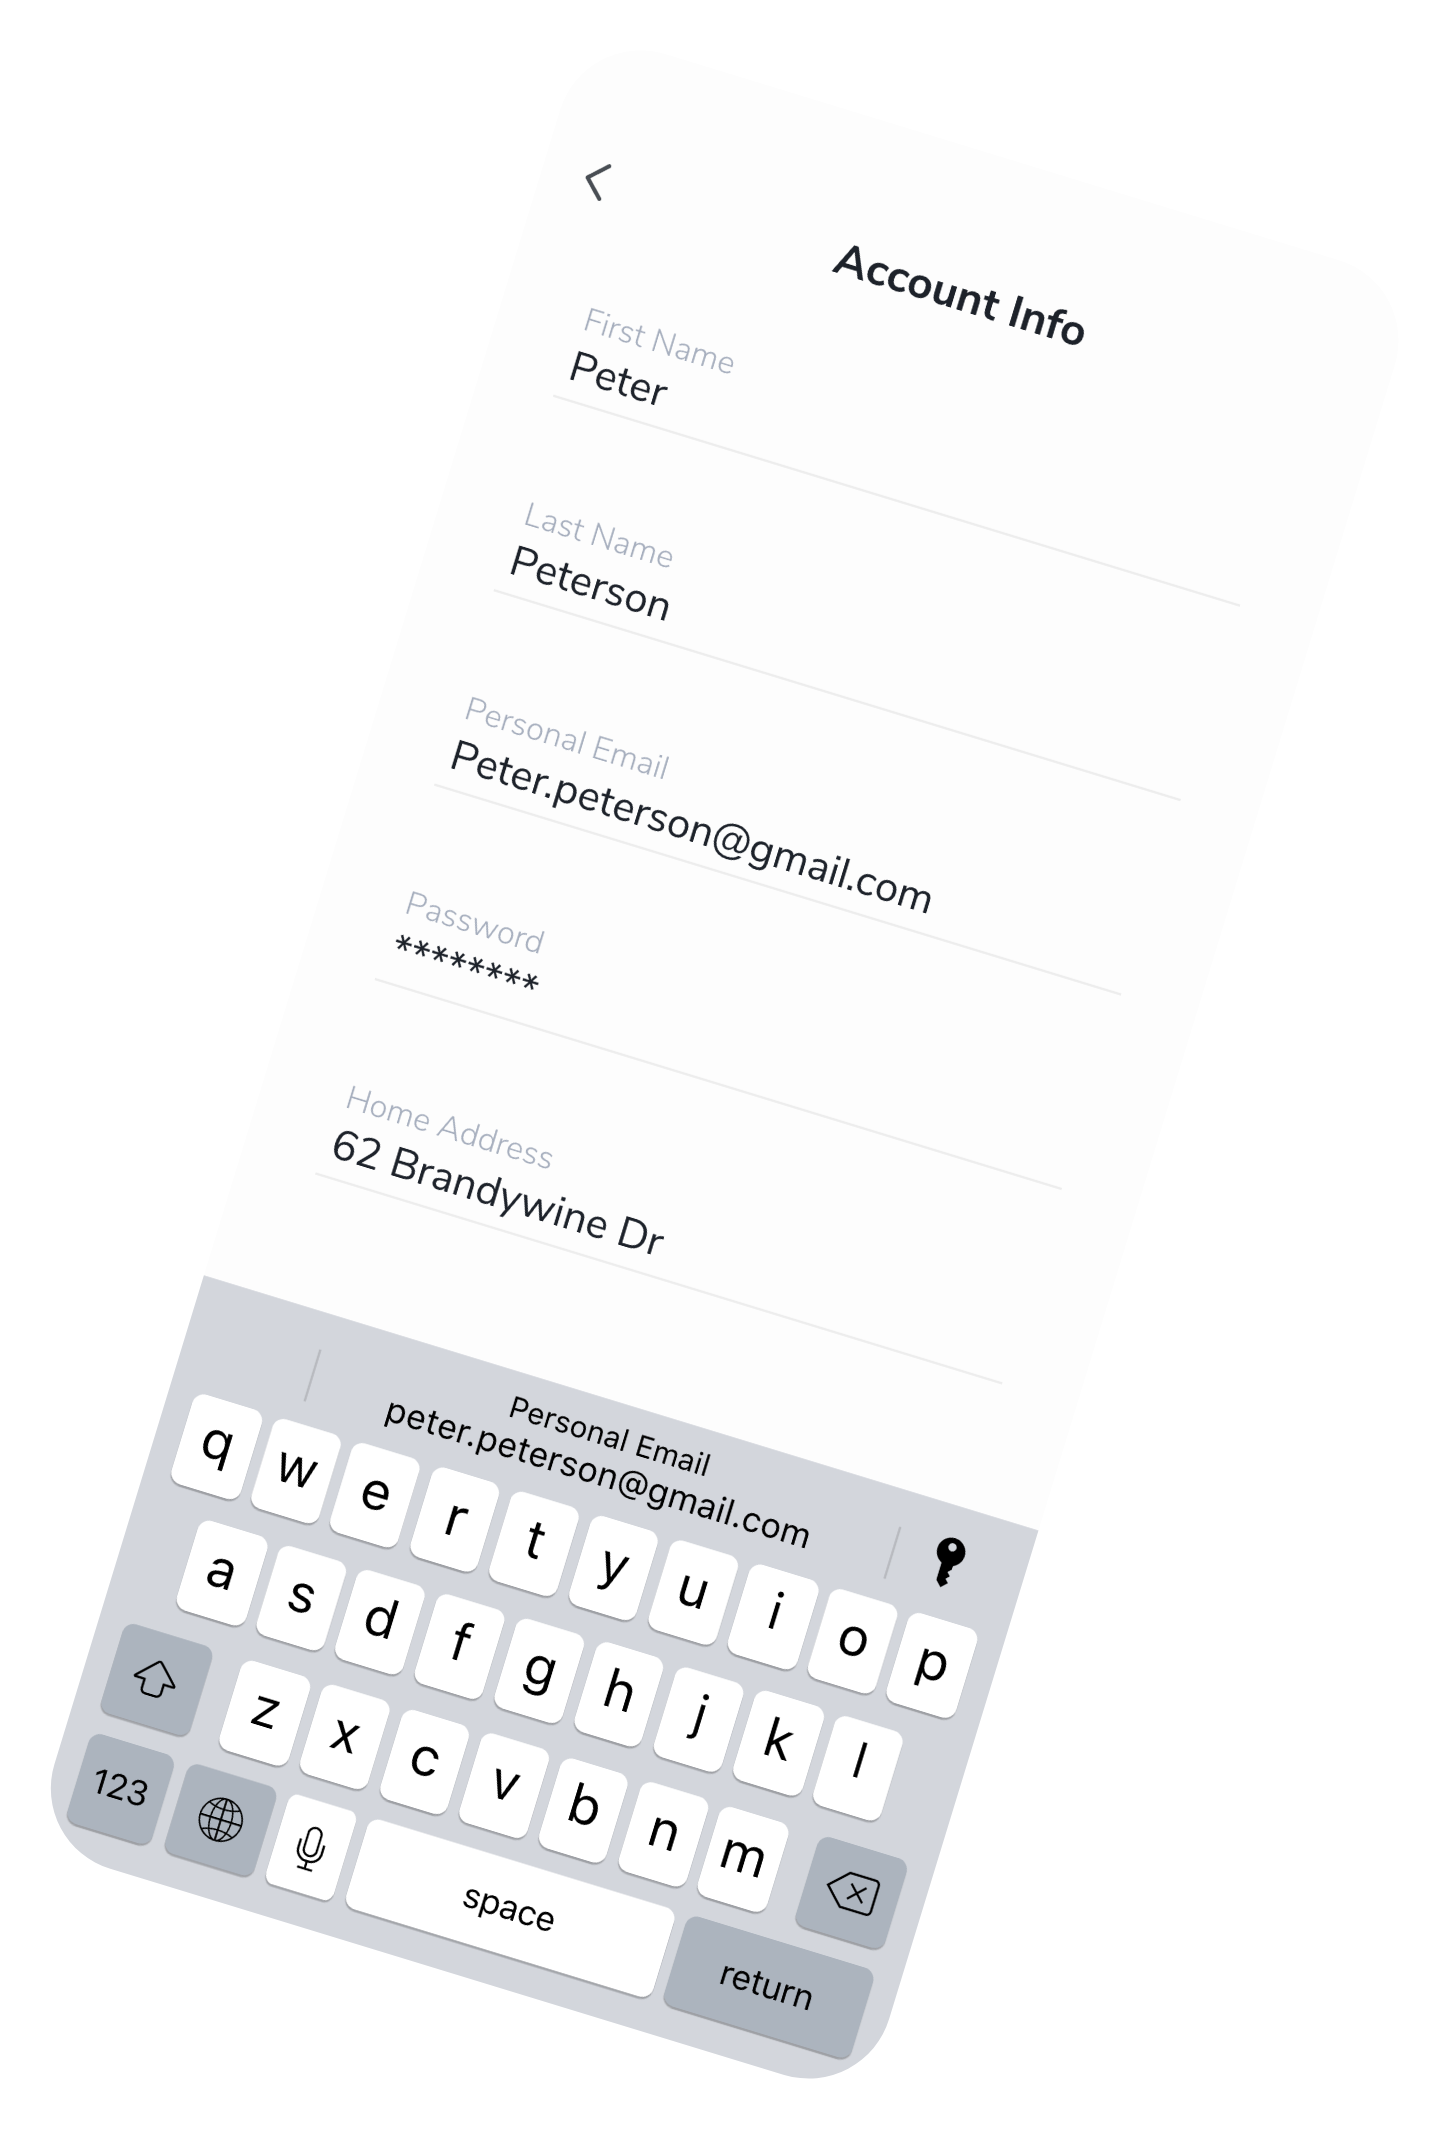 Account Info
First Name
Peter
Last Name
Peterson
Personal Email
Peter.peterson@gmail.com
Password
********
Home Address
62 Brandywine Dr
Personal Email
peter.peterson@gmail.com
q w e r t y u i o p
a s d f g h j k l
z x c v b n m
123 space return